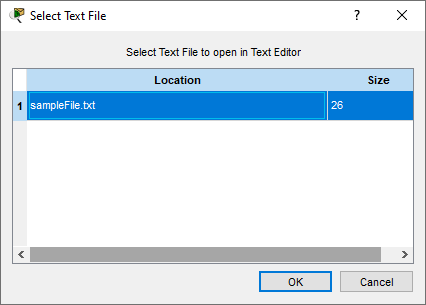 Select Text File
Select Text File to open in Text Editor
Location Size
1 sampleFile.txt 26
OK Cancel